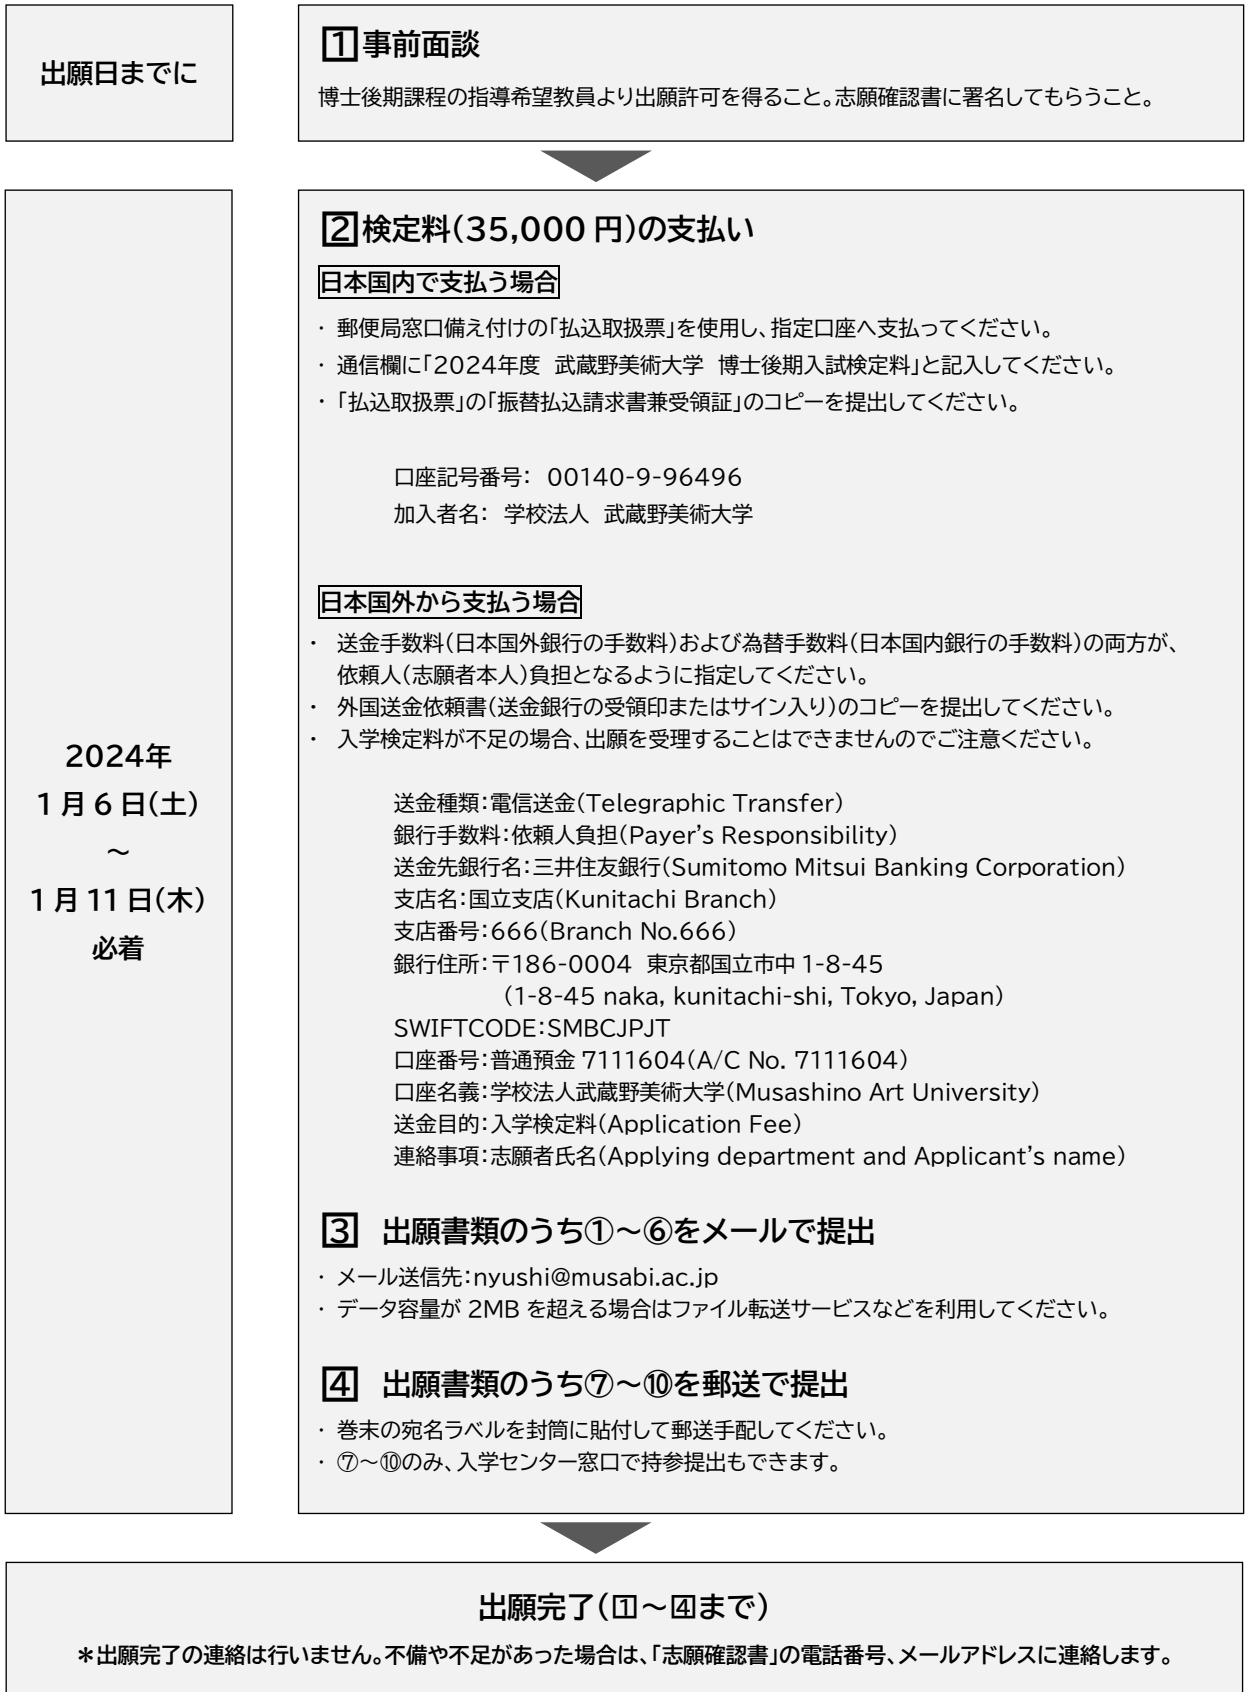 出願日までに
1 事前面談
博士後期課程の指導希望教員より出願許可を得ること。志願確認書に署名してもらうこと。
2024年
1月6日(土)
～
1月11日(木)
必着
2 検定料(35,000円)の支払い
日本国内で支払う場合
・ 郵便局窓口備え付けの「払込取扱票」を使用し、指定口座へ支払ってください。
・ 通信欄に「2024年度 武蔵野美術大学 博士後期入試検定料」と記入してください。
・ 「払込取扱票」の「振替払込請求書兼受領証」のコピーを提出してください。
口座記号番号: 00140-9-96496
加入者名: 学校法人 武蔵野美術大学
日本国外から支払う場合
・ 送金手数料(日本国外銀行の手数料)および為替手数料(日本国内銀行の手数料)の両方が、
依頼人(志願者本人)負担となるように指定してください。
・ 外国送金依頼書(送金銀行の受領印またはサイン入り)のコピーを提出してください。
・ 入学検定料が不足の場合、出願を受理することはできませんのでご注意ください。
送金種類:電信送金(Telegraphic Transfer)
銀行手数料:依頼人負担(Payer's Responsibility)
送金先銀行名:三井住友銀行(Sumitomo Mitsui Banking Corporation)
支店名:国立支店(Kunitachi Branch)
支店番号:666(Branch No.666)
銀行住所:〒186-0004 東京都国立市中1-8-45
(1-8-45 naka, kunitachi-shi, Tokyo, Japan)
SWIFTCODE:SMBCJPJT
口座番号:普通預金 7111604(A/C No. 7111604)
口座名義:学校法人武蔵野美術大学(Musashino Art University)
送金目的:入学検定料(Application Fee)
連絡事項:志願者氏名(Applying department and Applicant's name)
3 出願書類のうち①～⑥をメールで提出
・ メール送信先:nyushi@musabi.ac.jp
・ データ容量が 2MB を超える場合はファイル転送サービスなどを利用してください。
4 出願書類のうち⑦～⑩を郵送で提出
・ 巻末の宛名ラベルを封筒に貼付して郵送手配してください。
・ ⑦～⑩のみ、入学センター窓口で持参提出もできます。
出願完了(1～4まで)
＊出願完了の連絡は行いません。不備や不足があった場合は、「志願確認書」の電話番号、メールアドレスに連絡します。